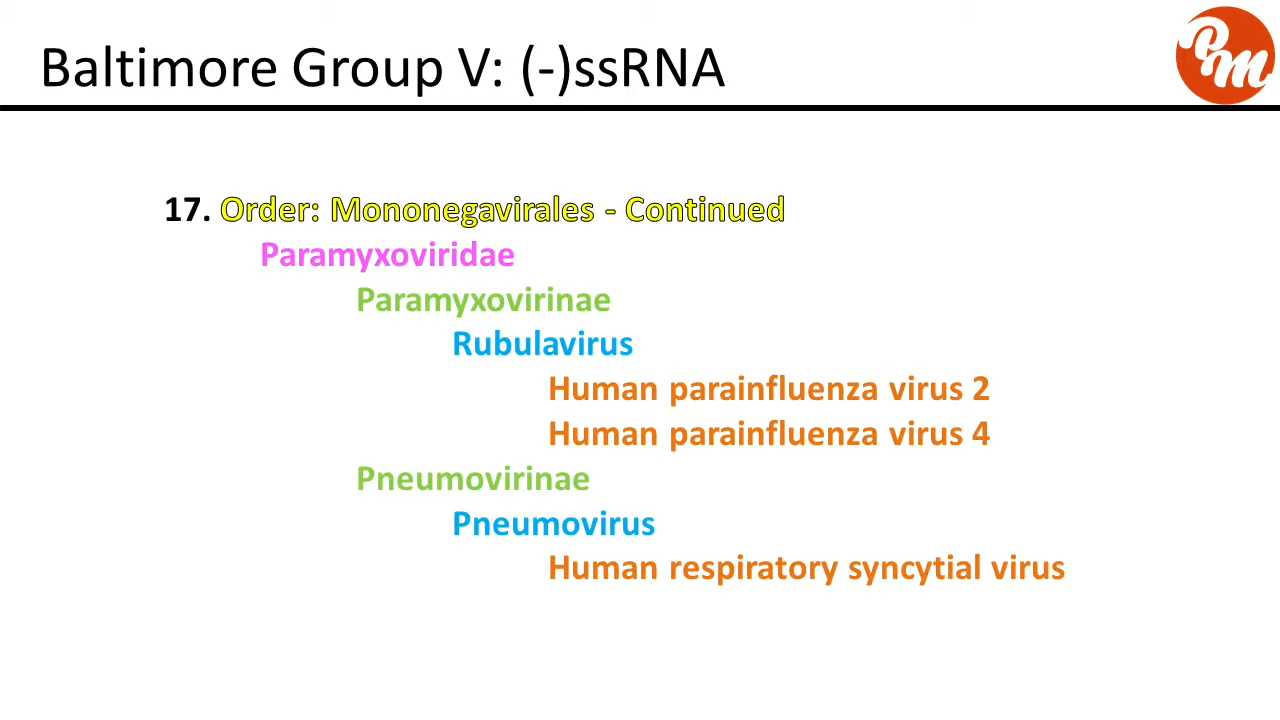 Baltimore Group V: (-)ssRNA
PM
17. Order: Mononegavirales - Continued
Paramyxoviridae
Paramyxovirinae
Rubulavirus
Human parainfluenza virus 2
Human parainfluenza virus 4
Pneumovirinae
Pneumovirus
Human respiratory syncytial virus